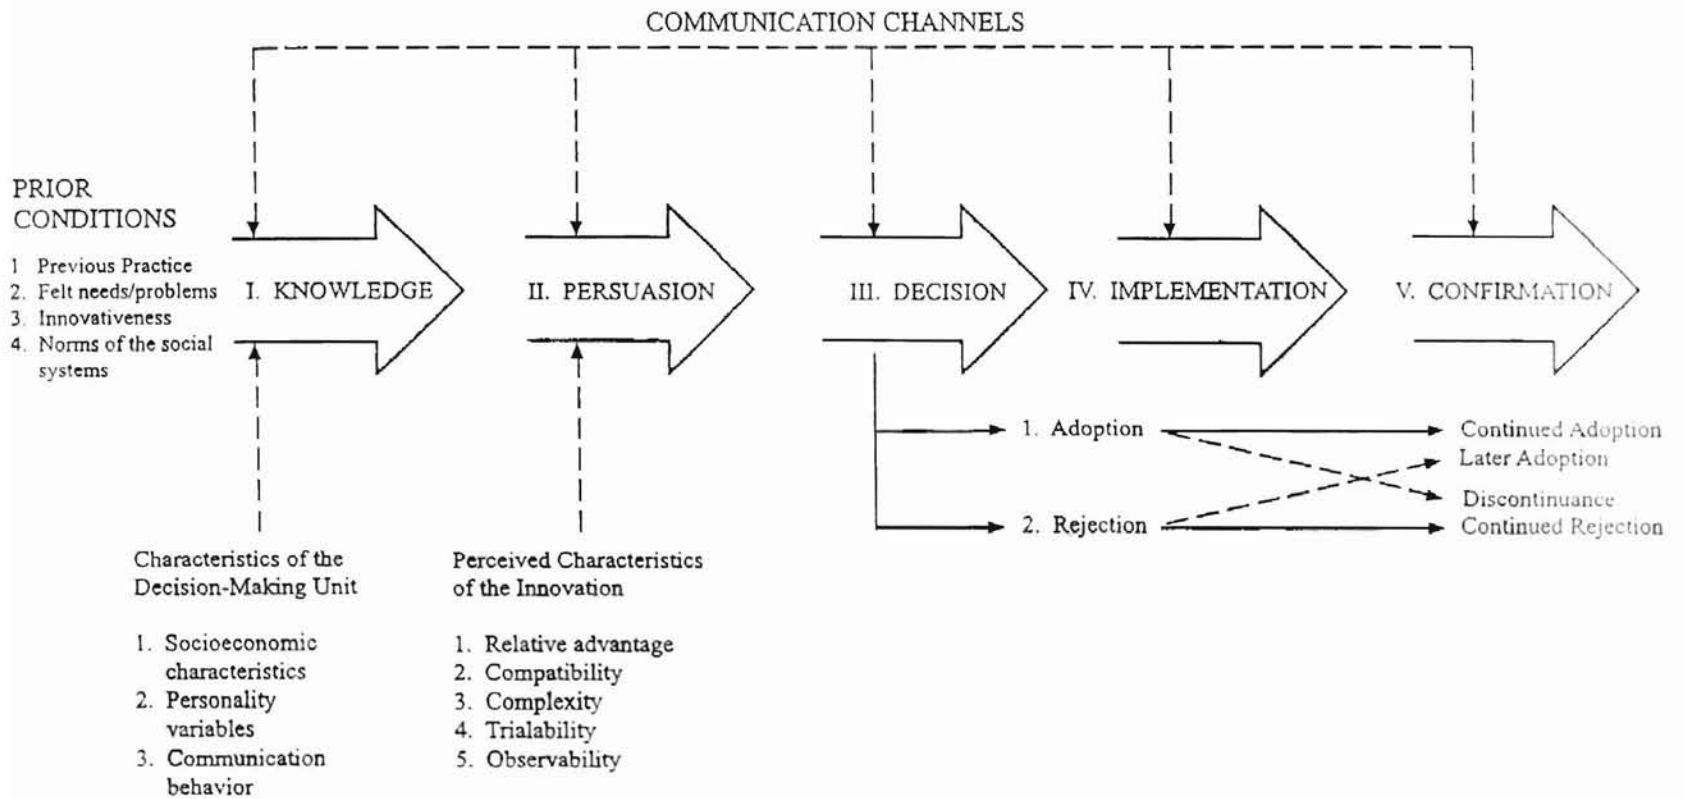 COMMUNICATION CHANNELS
PRIOR
CONDITIONS
1 Previous Practice
2. Felt needs/problems
3. Innovativeness
4. Norms of the social
systems
I. KNOWLEDGE
II. PERSUASION
III. DECISION
IV. IMPLEMENTATION
V. CONFIRMATION
1. Adoption
2. Rejection
Continued Adoption
Later Adoption
Discontinuance
Continued Rejection
Characteristics of the
Decision-Making Unit
1. Socioeconomic
characteristics
2. Personality
variables
3. Communication
behavior
Perceived Characteristics
of the Innovation
1. Relative advantage
2. Compatibility
3. Complexity
4. Trialability
5. Observability